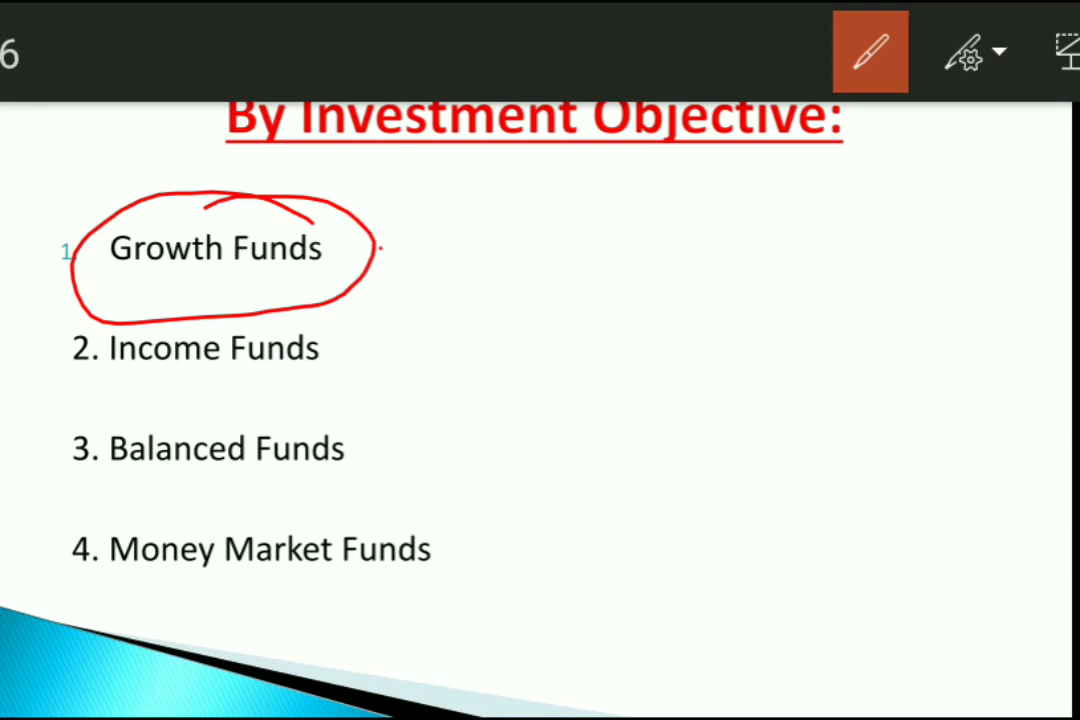 6
By Investment Objective:
1. Growth Funds
2. Income Funds
3. Balanced Funds
4. Money Market Funds